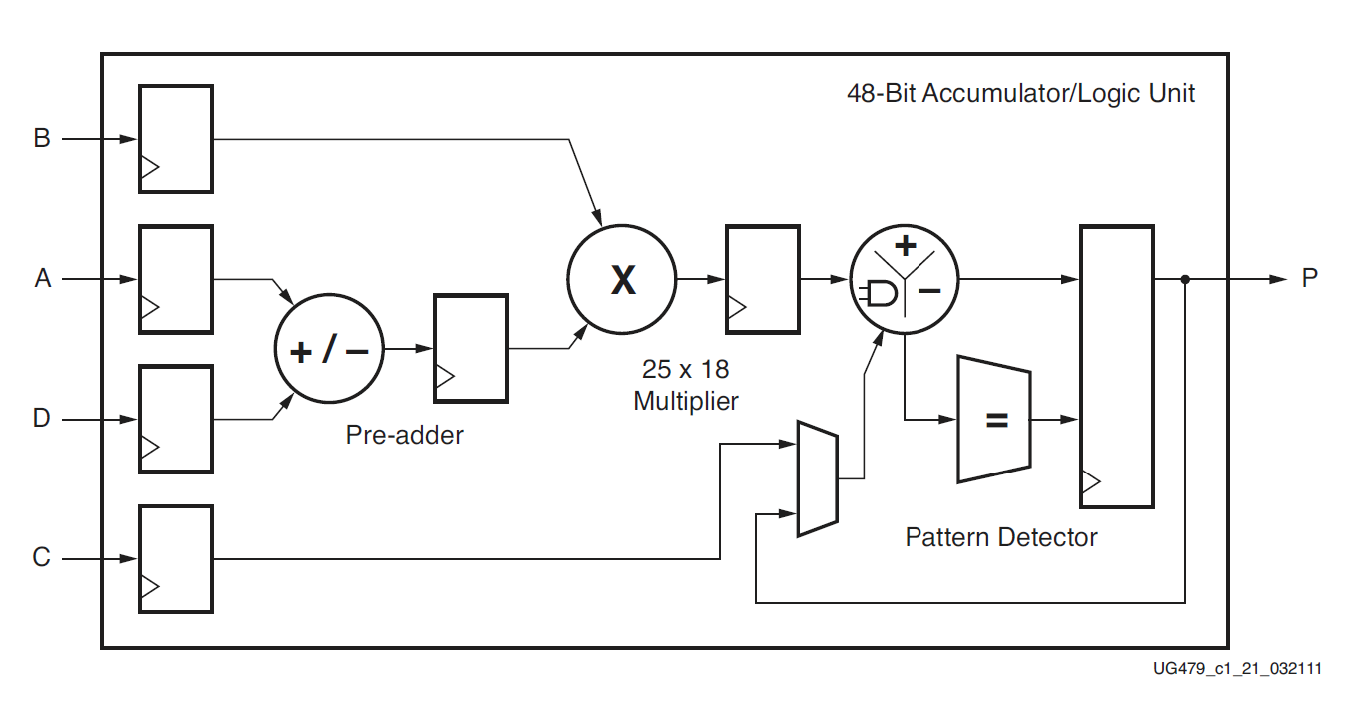 48-Bit Accumulator/Logic Unit
B
A
D
C
+ / –
Pre-adder
X
25 x 18
Multiplier
+
–
=
Pattern Detector
P
UG479_c1_21_032111